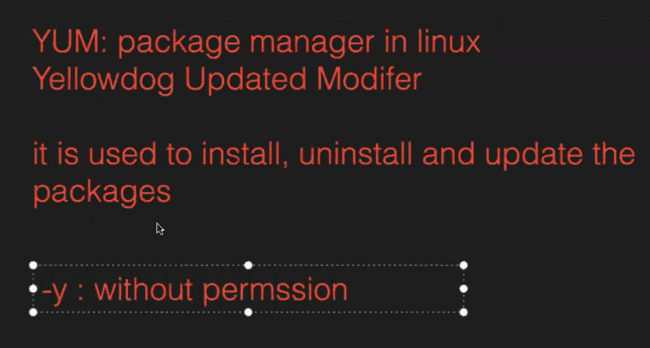 YUM: package manager in linux
Yellowdog Updated Modifer
it is used to install, uninstall and update the
packages
-y : without permssion